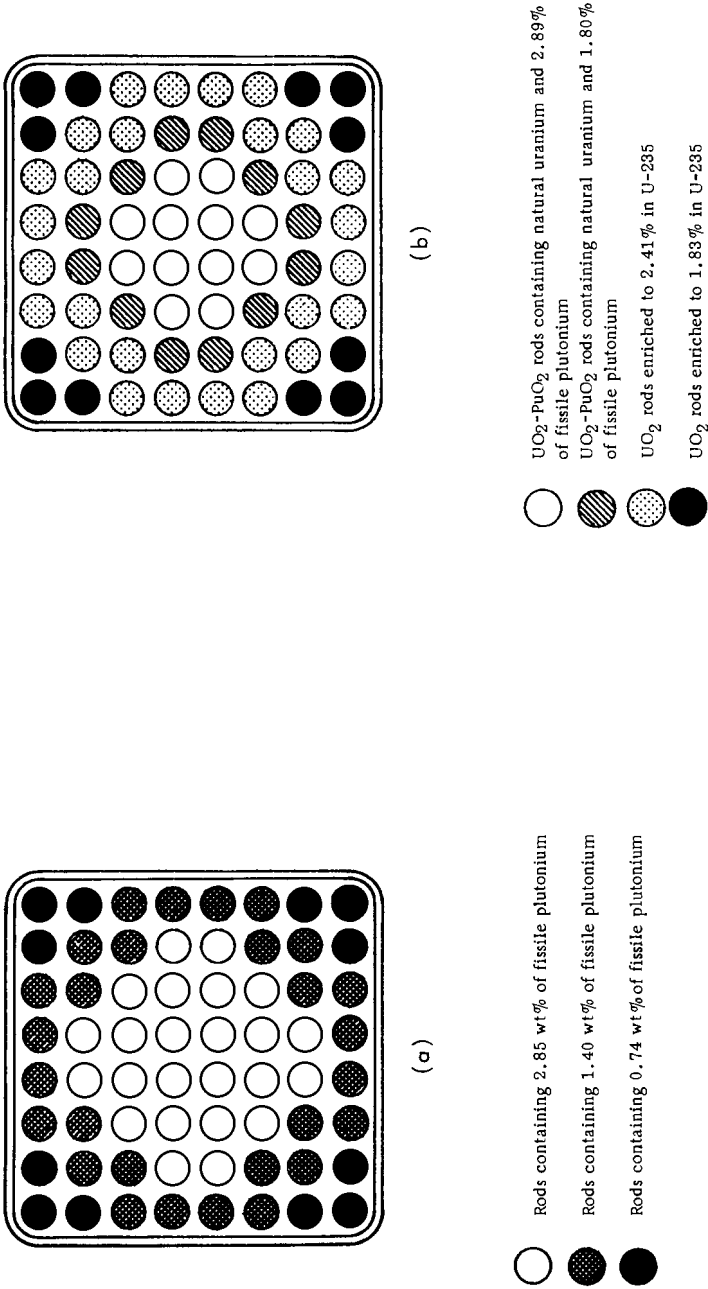 (a)
Rods containing 2.85 wt% of fissile plutonium
Rods containing 1.40 wt% of fissile plutonium
Rods containing 0.74 wt% of fissile plutonium
(b)
UO2-PuO2 rods containing natural uranium and 2.89%
of fissile plutonium
UO2-PuO2 rods containing natural uranium and 1.80%
of fissile plutonium
UO2 rods enriched to 2.41% in U-235
UO2 rods enriched to 1.83% in U-235